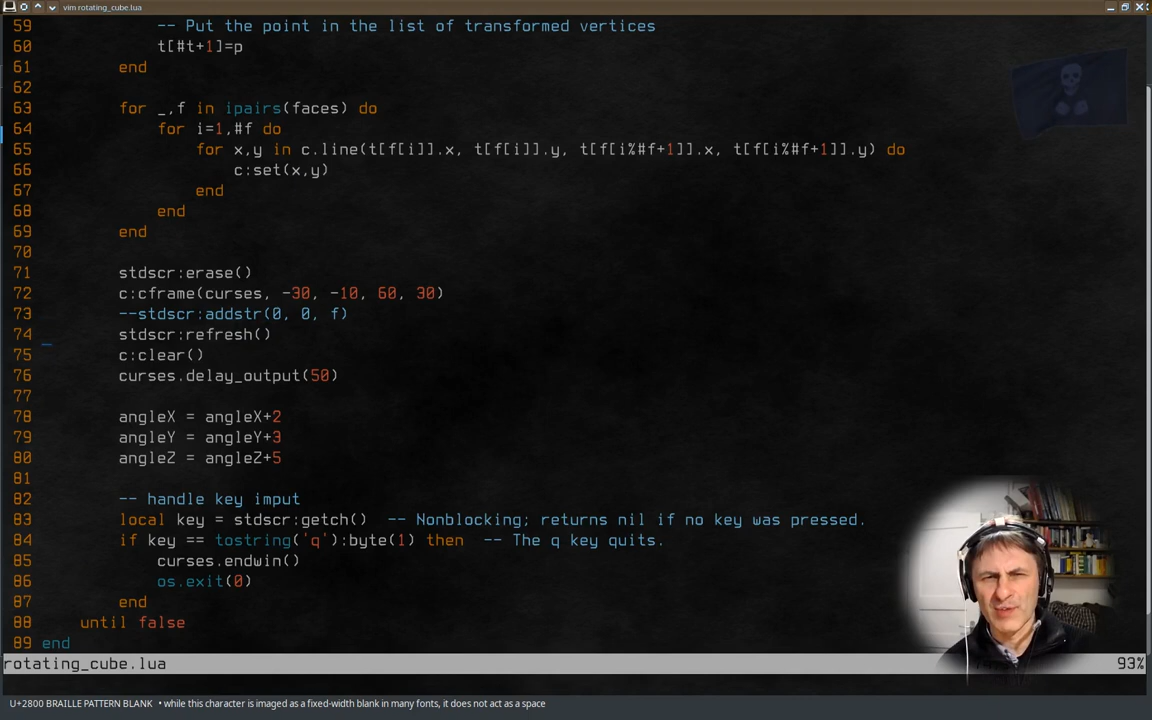 vim rotating_cube.lua
59 -- Put the point in the list of transformed vertices
60 t[#t+1]=p
61 end
62
63 for _,f in ipairs(faces) do
64 for i=1,#f do
65 for x,y in c.line(t[f[i]].x, t[f[i]].y, t[f[i%#f+1]].x, t[f[i%#f+1]].y) do
66 c:set(x,y)
67 end
68 end
69 end
70
71 stdscr:erase()
72 c:cframe(curses, -30, -10, 60, 30)
73 --stdscr:addstr(0, 0, f)
74 stdscr:refresh()
75 c:clear()
76 curses.delay_output(50)
77
78 angleX = angleX+2
79 angleY = angleY+3
80 angleZ = angleZ+5
81
82 -- handle key imput
83 local key = stdscr:getch() -- Nonblocking; returns nil if no key was pressed.
84 if key == tostring('q'):byte(1) then -- The q key quits.
85 curses.endwin()
86 os.exit(0)
87 end
88 until false
89 end
rotating_cube.lua 93%
U+2800 BRAILLE PATTERN BLANK • while this character is imaged as a fixed-width blank in many fonts, it does not act as a space